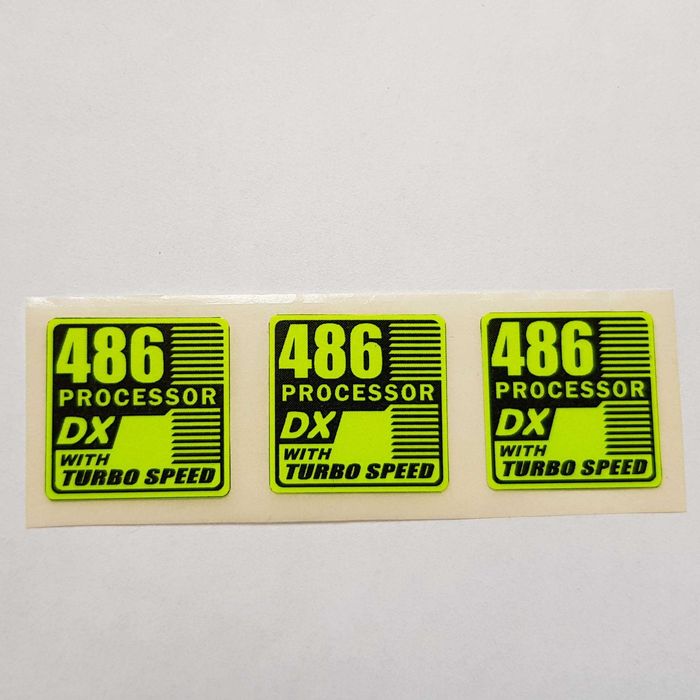 486
PROCESSOR
DX
WITH
TURBO SPEED
486
PROCESSOR
DX
WITH
TURBO SPEED
486
PROCESSOR
DX
WITH
TURBO SPEED